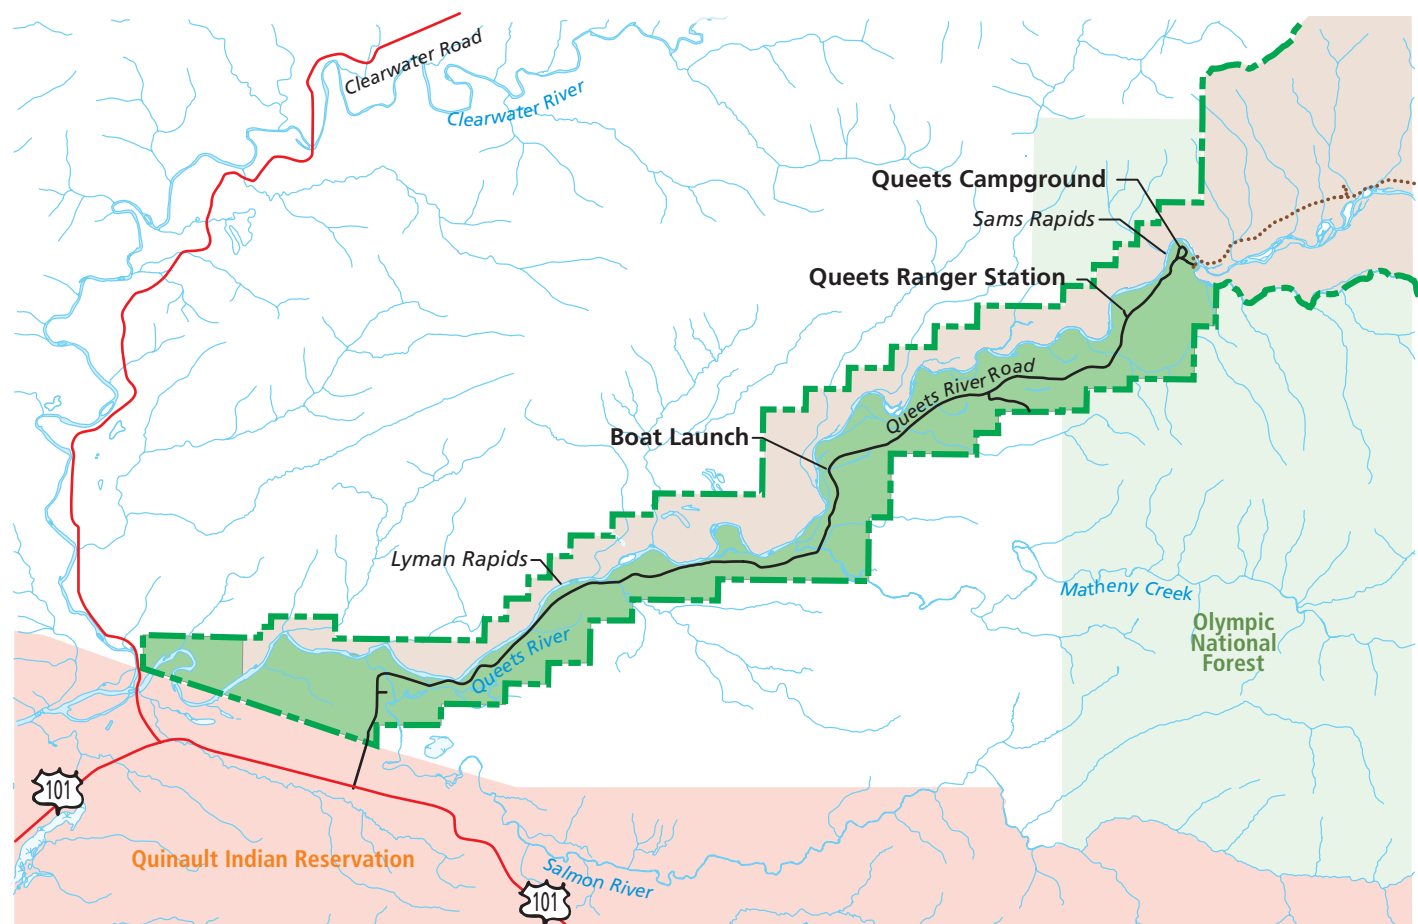 Clearwater Road
Clearwater River
Queets Campground
Sams Rapids
Queets Ranger Station
Queets River Road
Boat Launch
Lyman Rapids
Matheny Creek
Olympic
National
Forest
Queets River
101
Quinault Indian Reservation
Salmon River
101